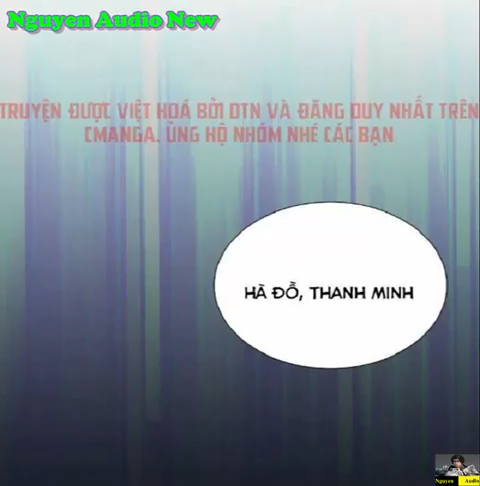 Nguyen Audio New
TRUYỆN ĐƯỢC VIỆT HOÁ BỞI DTN VÀ ĐĂNG DUY NHẤT TRÊN
CMANGA. ỦNG HỘ NHÓM NHÉ CÁC BẠN
HÀ ĐỖ, THANH MINH
Nguyen Audio